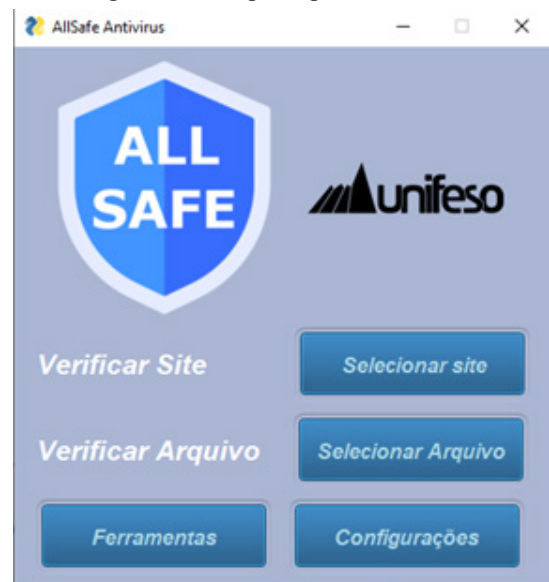 AllSafe Antivirus
ALL
SAFE
unifeso
Verificar Site
Selecionar site
Verificar Arquivo
Selecionar Arquivo
Ferramentas
Configurações